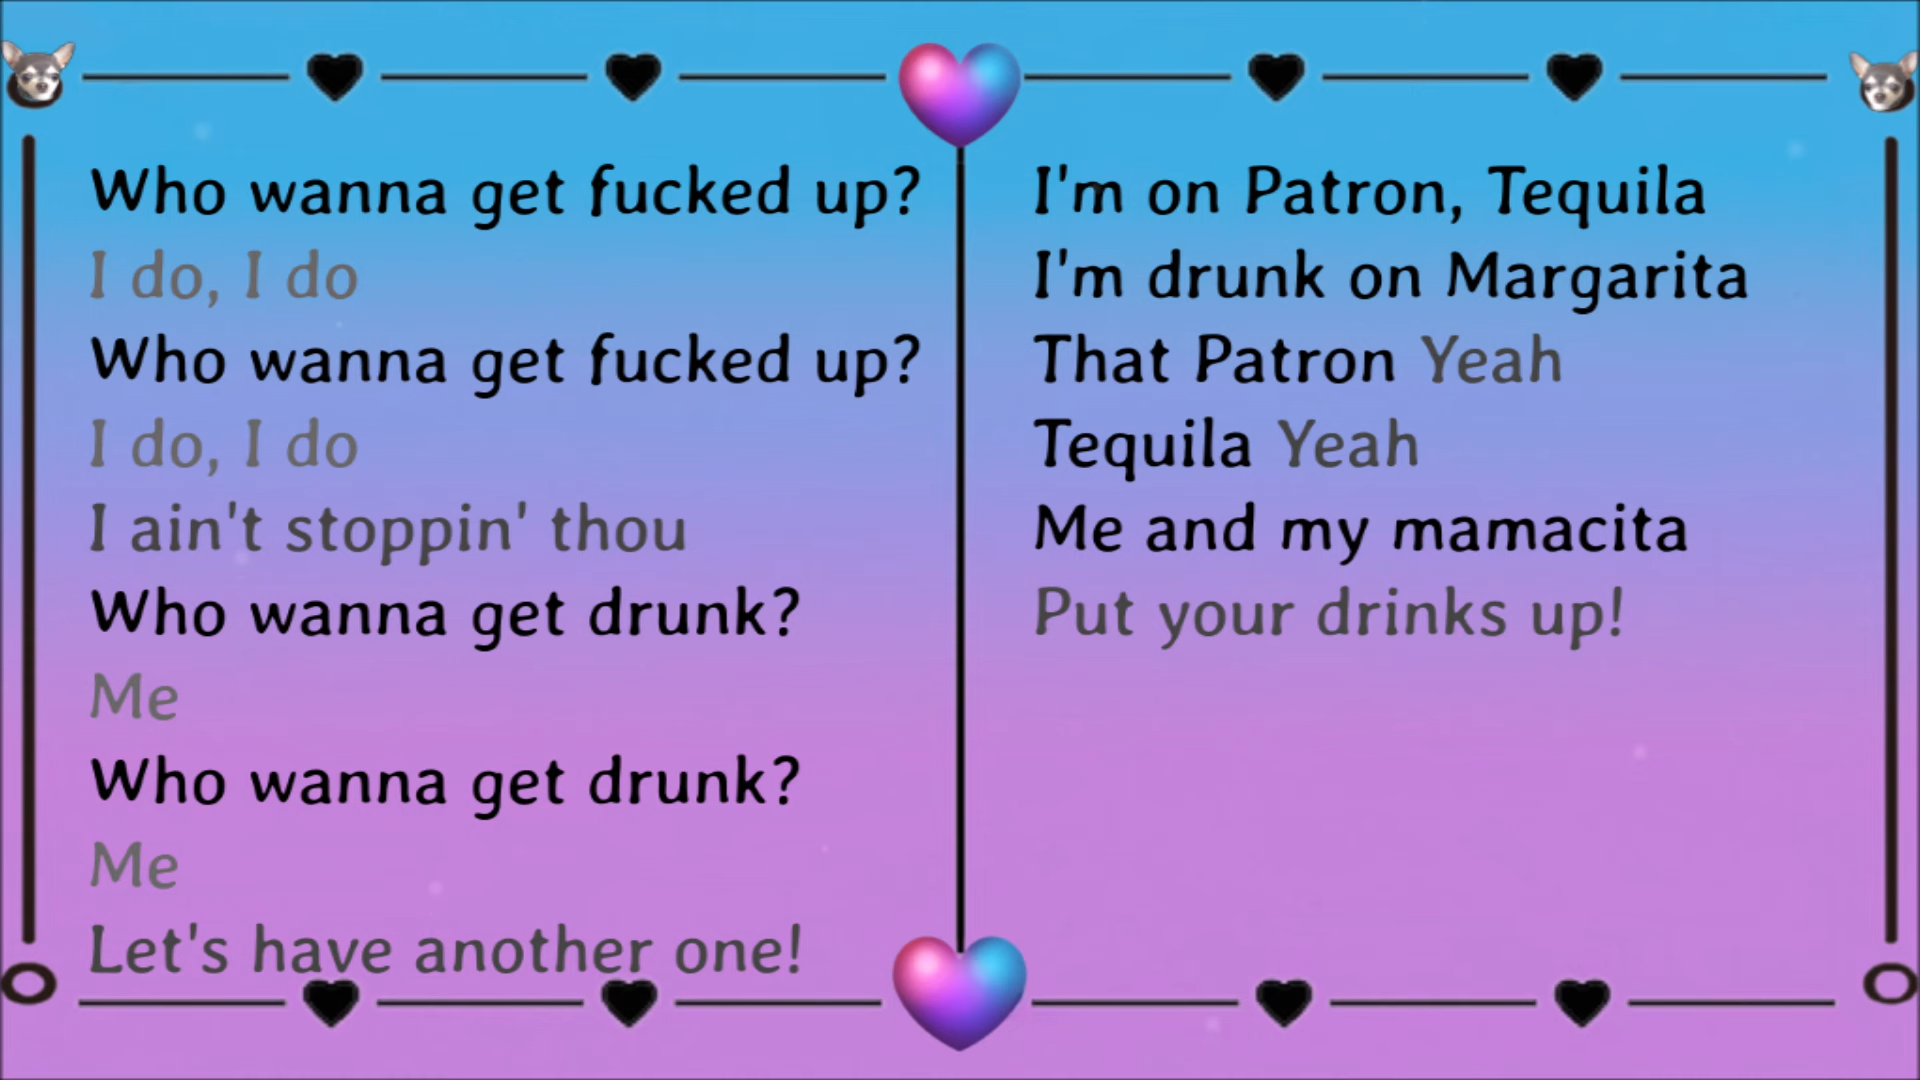 Who wanna get fucked up?
I do, I do
Who wanna get fucked up?
I do, I do
I ain't stoppin' thou
Who wanna get drunk?
Me
Who wanna get drunk?
Me
Let's have another one!
I'm on Patron, Tequila
I'm drunk on Margarita
That Patron Yeah
Tequila Yeah
Me and my mamacita
Put your drinks up!